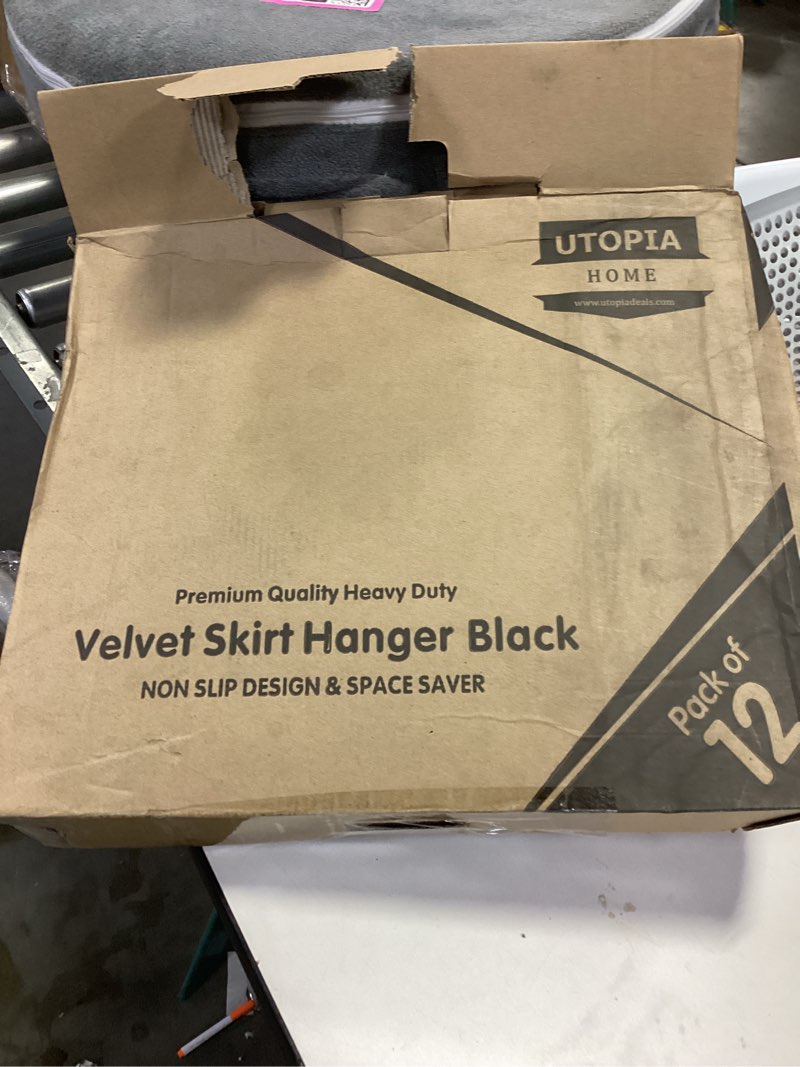 UTOPIA
HOME
www.utopiadeals.com
Premium Quality Heavy Duty
Velvet Skirt Hanger Black
NON SLIP DESIGN & SPACE SAVER
Pack of
12